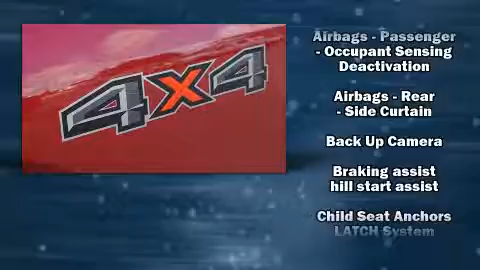 4x4
Airbags - Passenger
- Occupant Sensing
Deactivation
Airbags - Rear
- Side Curtain
Back Up Camera
Braking assist
hill start assist
Child Seat Anchors
LATCH System